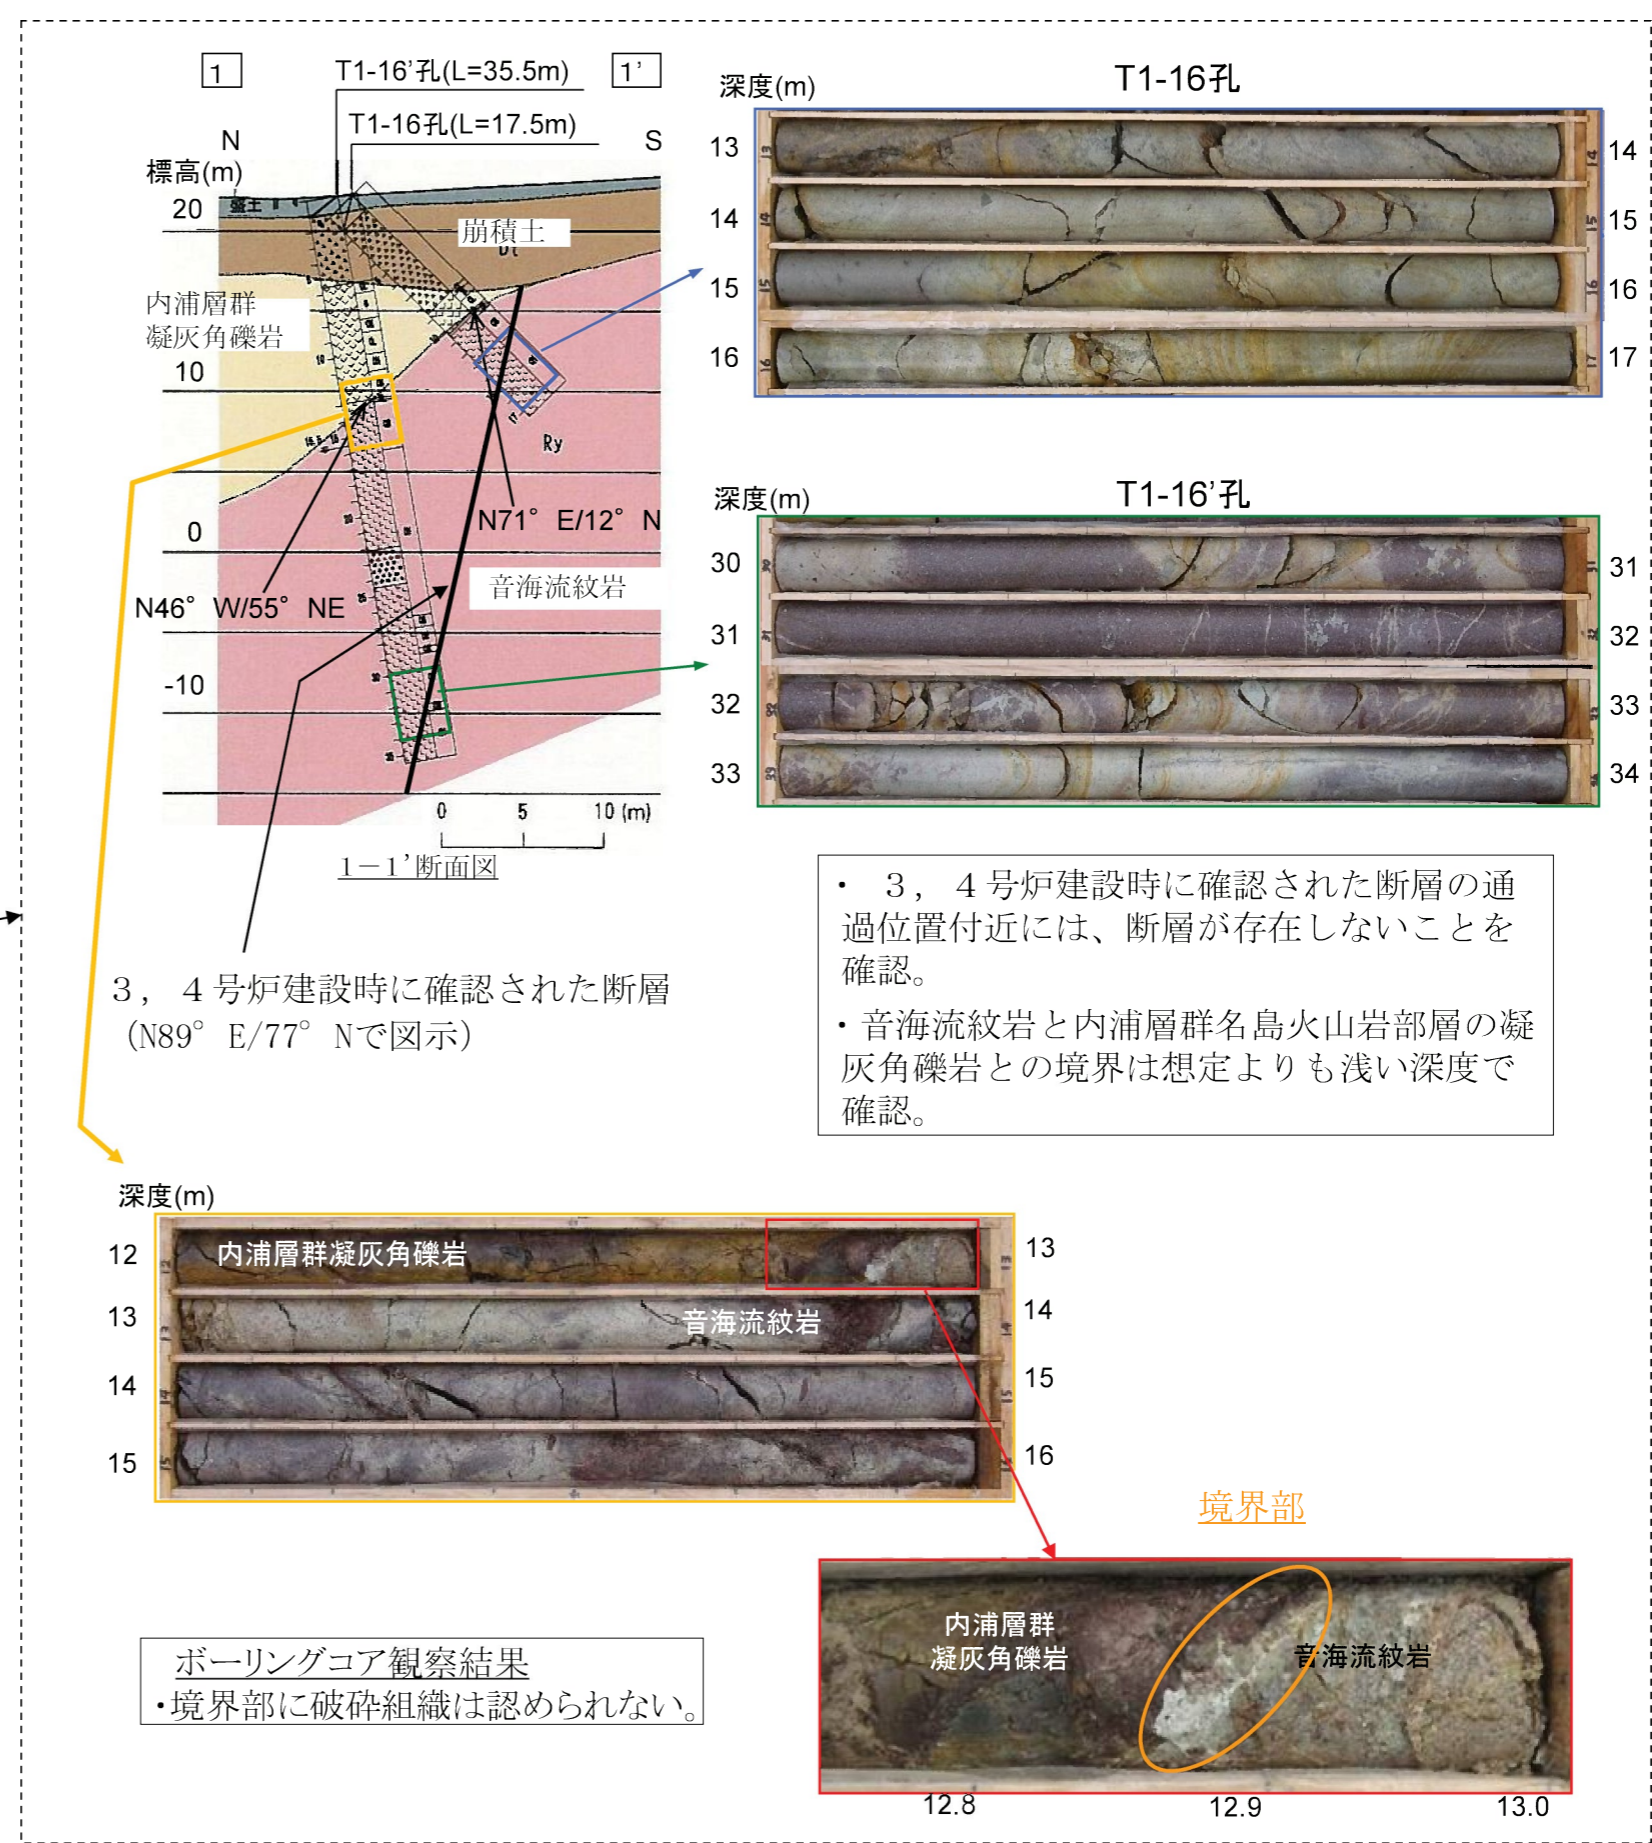 1
T1-16’孔(L=35.5m)
1’
T1-16孔(L=17.5m)
N
S
標高(m)
20
盛土
崩積土
Dt
内浦層群
凝灰角礫岩
10
Ry
N71° E/12° N
0
音海流紋岩
N46° W/55° NE
-10
0 5 10 (m)
1−1’断面図
3，4号炉建設時に確認された断層
(N89° E/77° Nで図示)
深度(m)
T1-16孔
13 14
14 15
15 16
16 17
深度(m)
T1-16’孔
30 31
31 32
32 33
33 34
・ 3，4号炉建設時に確認された断層の通
過位置付近には、断層が存在しないことを
確認。
・音海流紋岩と内浦層群名島火山岩部層の凝
灰角礫岩との境界は想定よりも浅い深度で
確認。
深度(m)
12 内浦層群凝灰角礫岩 13
13 音海流紋岩 14
14 15
15 16
境界部
内浦層群
凝灰角礫岩
音海流紋岩
12.8 12.9 13.0
ボーリングコア観察結果
・境界部に破砕組織は認められない。